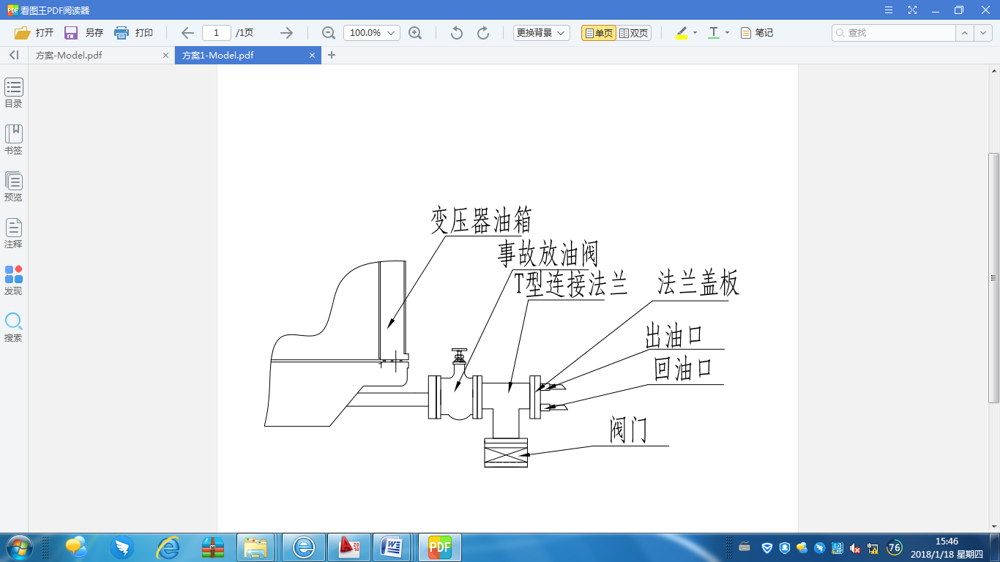 看图王PDF阅读器
打开 另存 打印 1 /1页 100.0% 更换背景 单页 双页 T 笔记 查找
方案-Model.pdf × 方案1-Model.pdf × +
目录
书签
预览
注释
发现
搜索
变压器油箱
事故放油阀
T型连接法兰 法兰盖板
出油口
回油口
阀门
PDF
76
15:46
2018/1/18 星期四